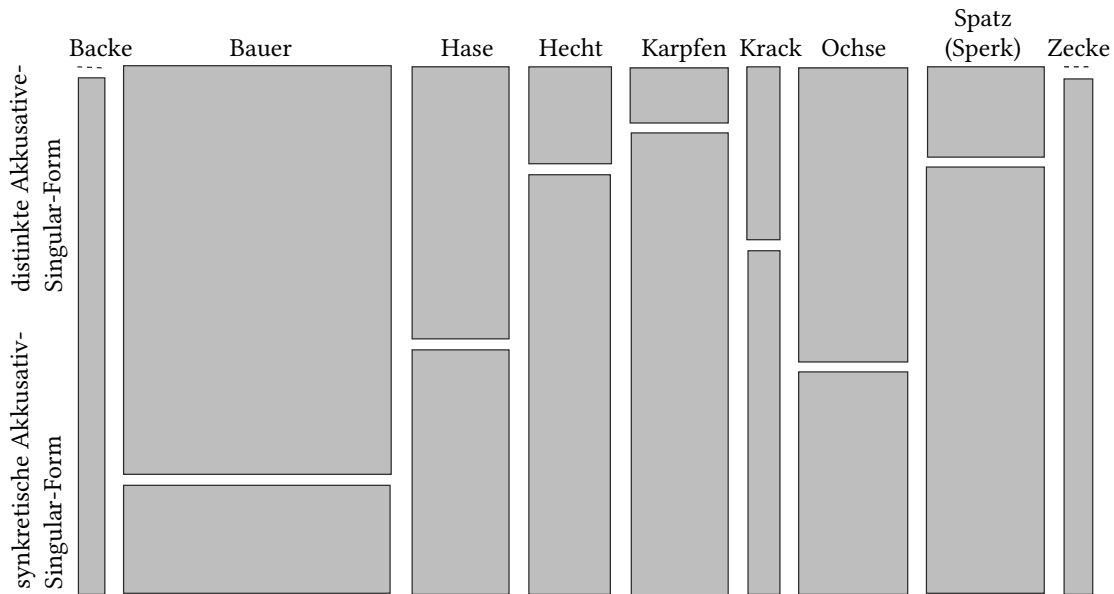 Spatz
Backe Bauer Hase Hecht Karpfen Krack Ochse (Sperk) Zecke
distinkte Akkusative-
Singular-Form
synkretische Akkusativ-
Singular-Form